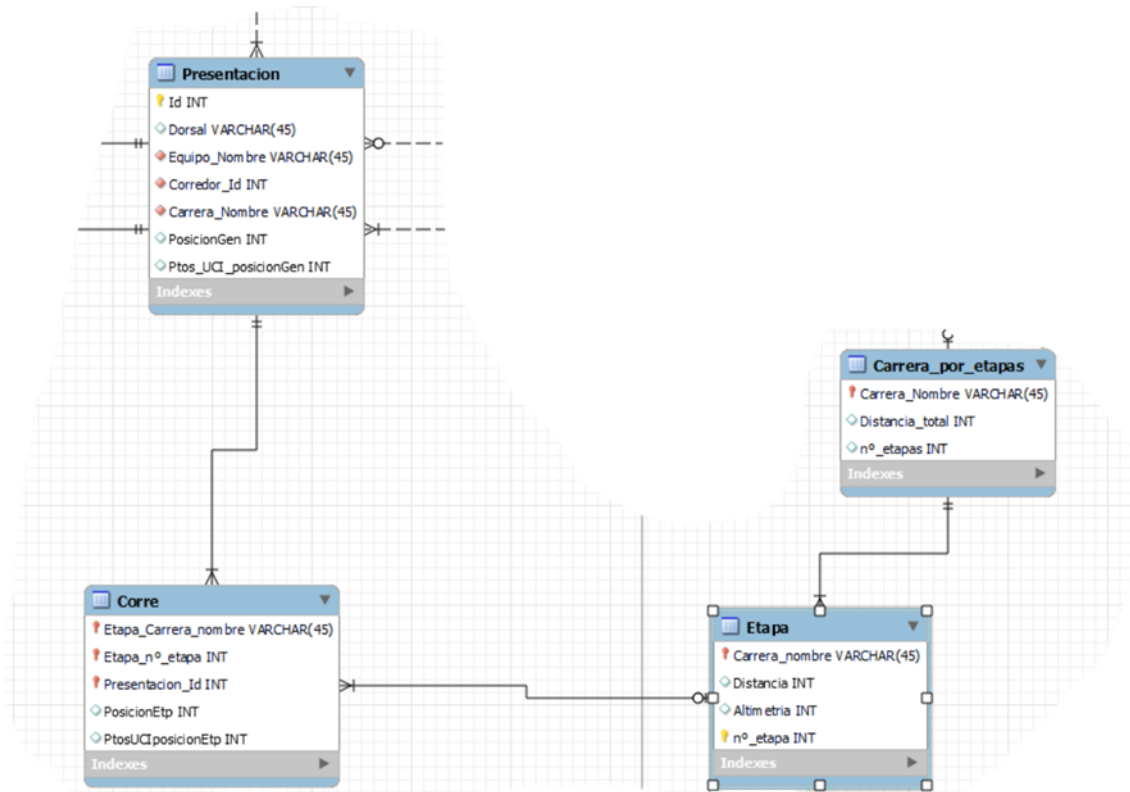 Presentacion
Id INT
Dorsal VARCHAR(45)
Equipo_Nombre VARCHAR(45)
Corredor_Id INT
Carrera_Nombre VARCHAR(45)
PosicionGen INT
Ptos_UCI_posicionGen INT
Indexes
Carrera_por_etapas
Carrera_Nombre VARCHAR(45)
Distancia_total INT
nº_etapas INT
Indexes
Corre
Etapa_Carrera_nombre VARCHAR(45)
Etapa_nº_etapa INT
Presentacion_Id INT
PosicionEtp INT
PtosUCIposicionEtp INT
Indexes
Etapa
Carrera_nombre VARCHAR(45)
Distancia INT
Altimetria INT
nº_etapa INT
Indexes